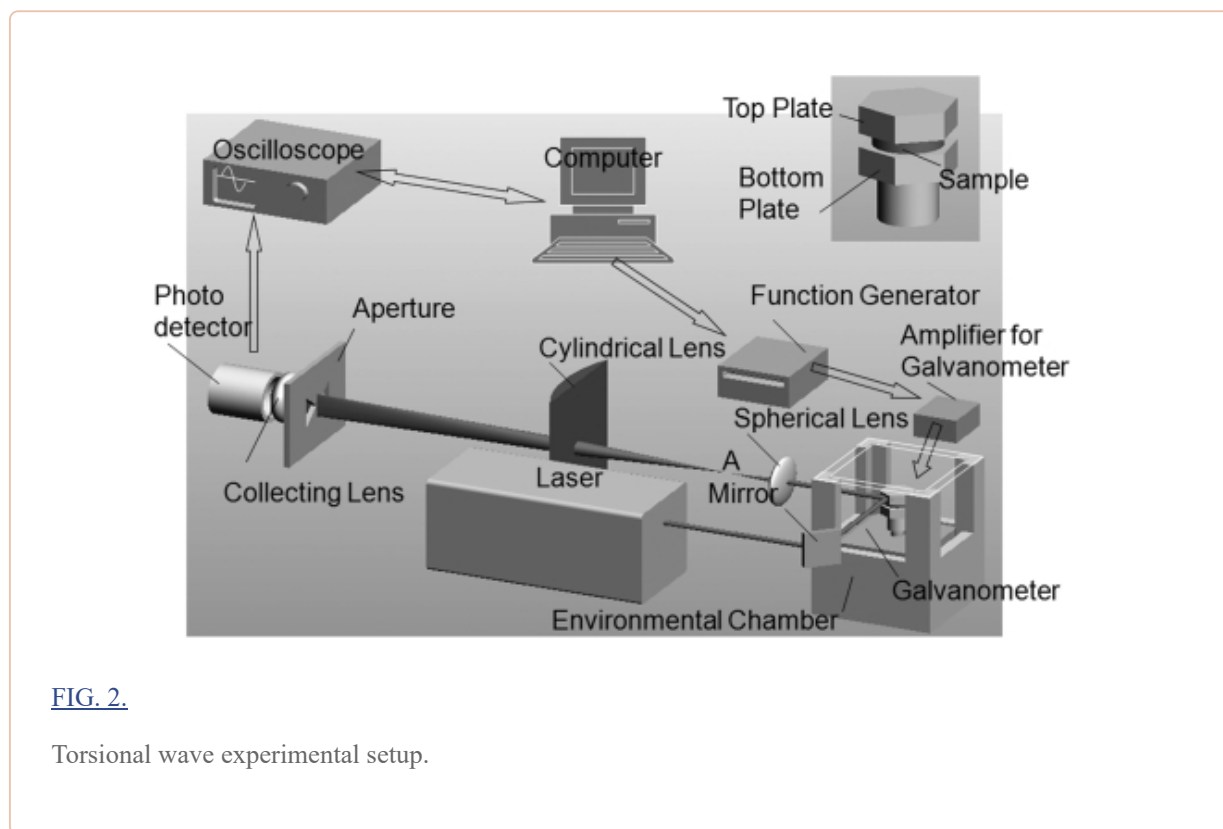 Top Plate
Oscilloscope
Computer
Bottom
Plate
Sample
Photo
detector
Aperture
Function Generator
Amplifier for
Galvanometer
Cylindrical Lens
Spherical Lens
A
Mirror
Laser
Collecting Lens
Galvanometer
Environmental Chamber
FIG. 2.
Torsional wave experimental setup.